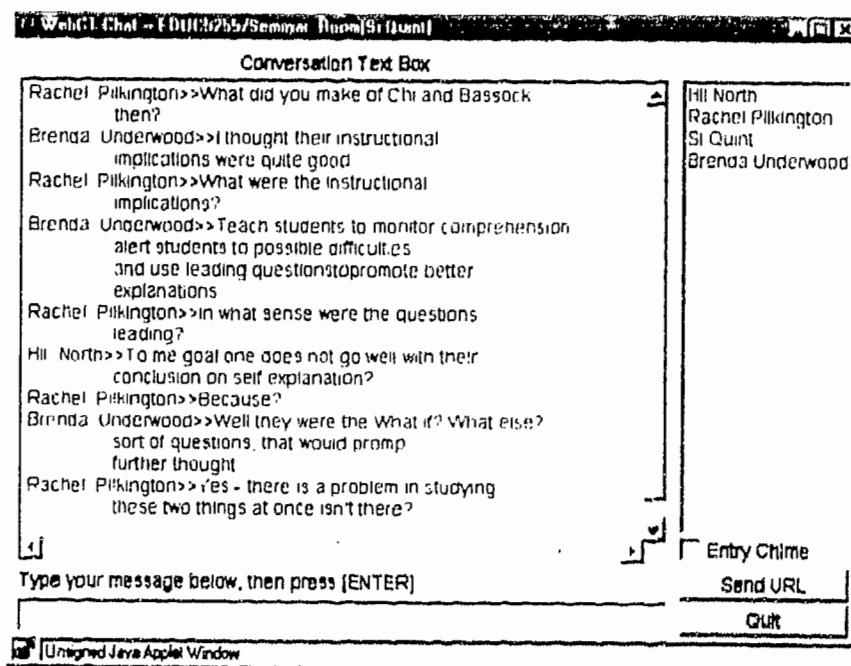 WebCT Chat -- EDUC5255/Seminar Room[Si Quint]
Conversation Text Box
Rachel Pilkington>>What did you make of Chi and Bassock
then?
Brenda Underwood>>I thought their instructional
implications were quite good
Rachel Pilkington>>What were the instructional
implications?
Brenda Underwood>>Teach students to monitor comprehension
alert students to possible difficulties
and use leading questionstopromote better
explanations
Rachel Pilkington>>In what sense were the questions
leading?
Hil North>>To me goal one does not go well with their
conclusion on self explanation?
Rachel Pilkington>>Because?
Brenda Underwood>>Well they were the What if? What else?
sort of questions, that would promp
further thought
Rachel Pilkington>>Yes - there is a problem in studying
these two things at once isn't there?
Hil North
Rachel Pilkington
Si Quint
Brenda Underwood
Entry Chime
Type your message below, then press [ENTER]
Send URL
Quit
Unsigned Java Applet Window